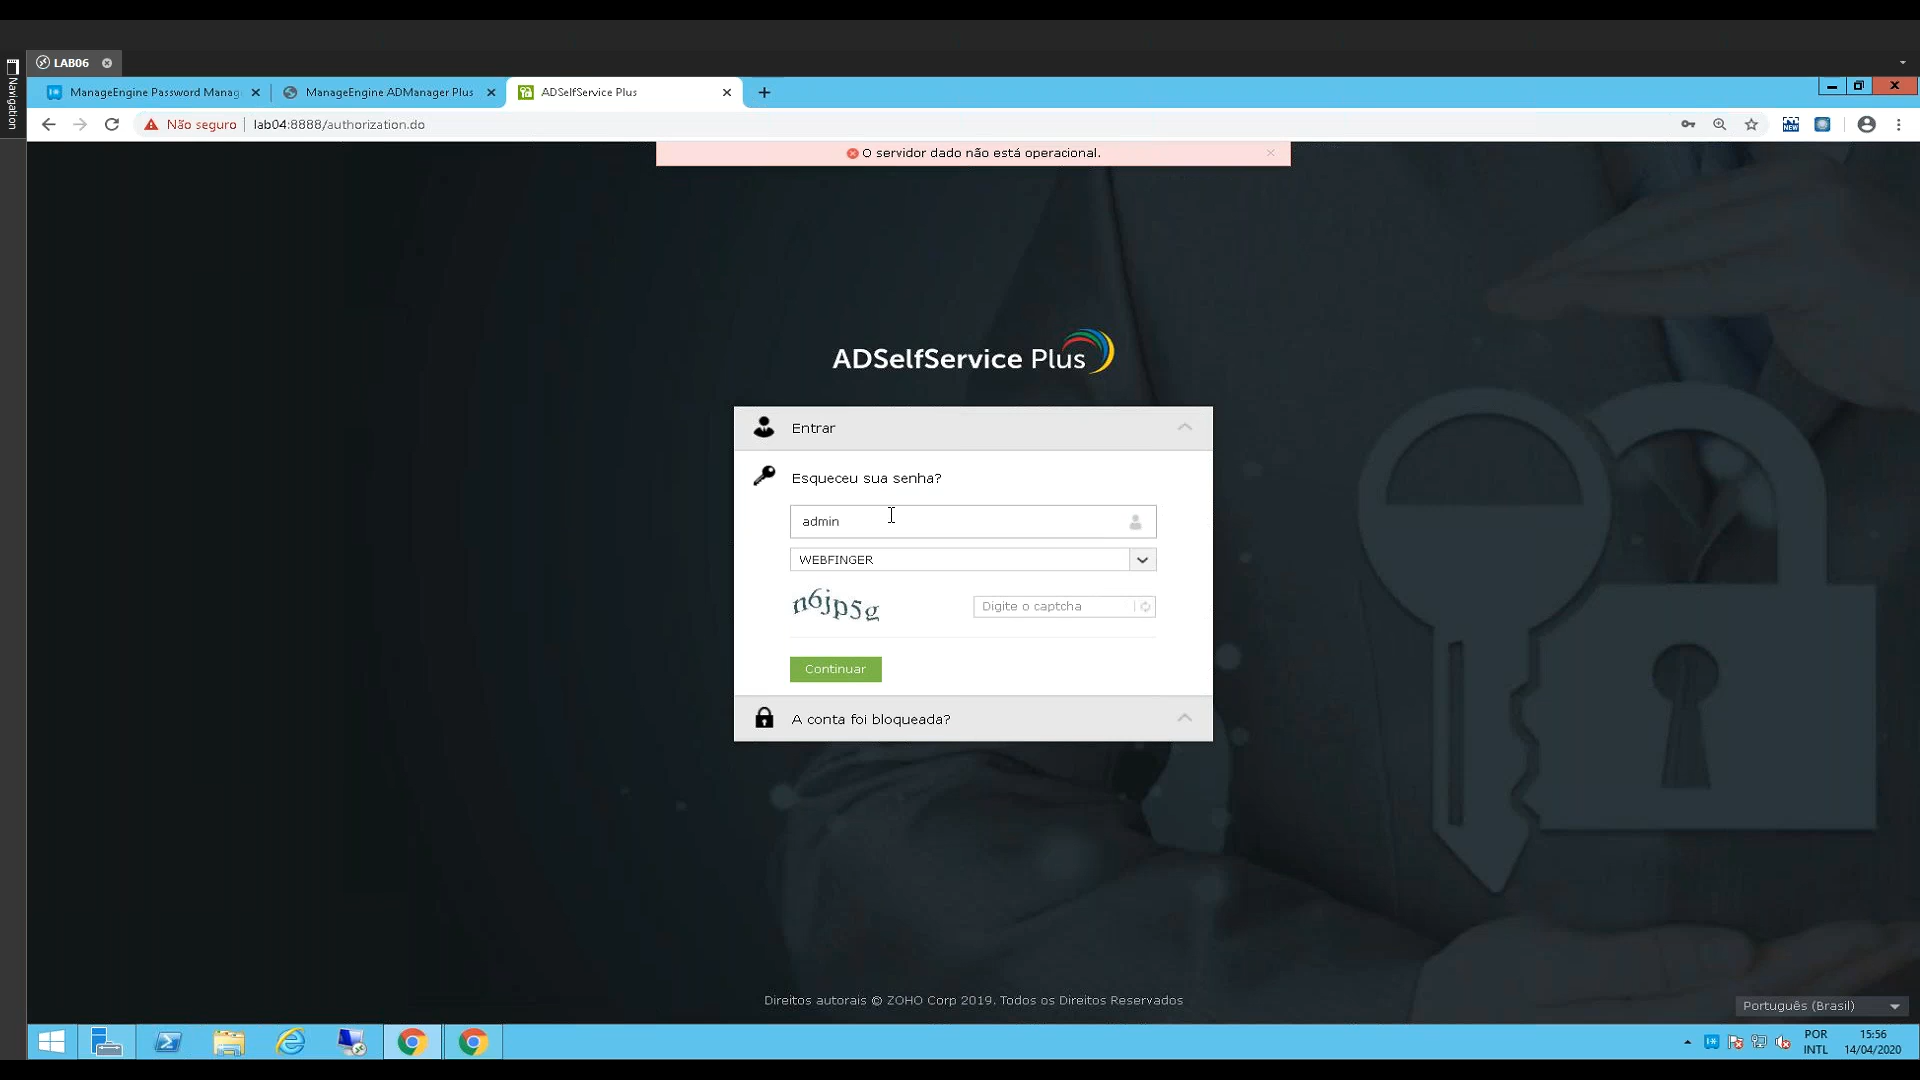 LAB06
Navigation
ManageEngine Password Manag
ManageEngine ADManager Plus
ADSelfService Plus
Não seguro
lab04:8888/authorization.do
NEW
O servidor dado não está operacional.
ADSelfService Plus
Entrar
Esqueceu sua senha?
admin
WEBFINGER
n6jp5g
Digite o captcha
Continuar
A conta foi bloqueada?
Direitos autorais © ZOHO Corp 2019. Todos os Direitos Reservados
Português (Brasil)
POR
INTL
15:56
14/04/2020